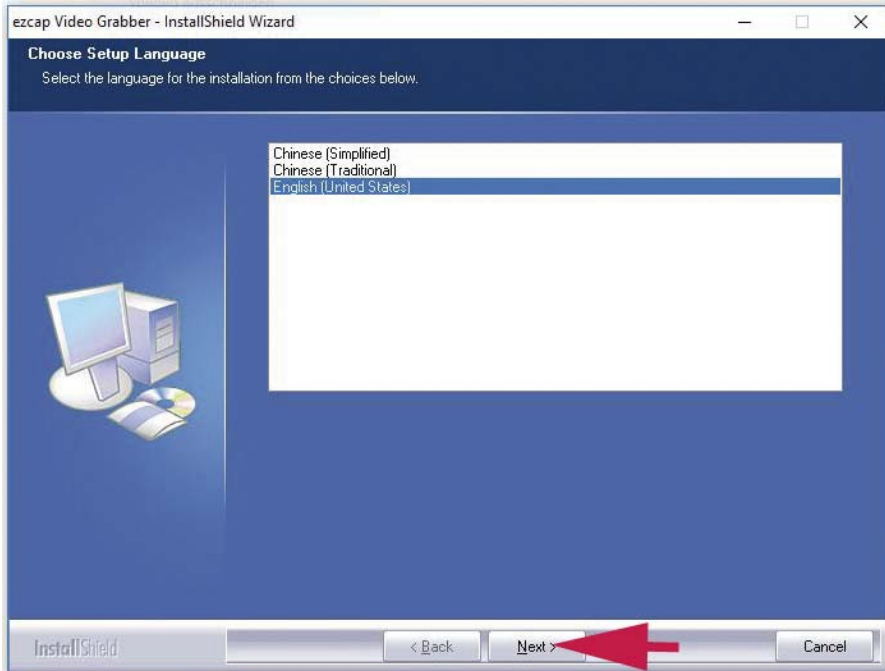 ezcap Video Grabber - InstallShield Wizard
Choose Setup Language
Select the language for the installation from the choices below.
Chinese (Simplified)
Chinese (Traditional)
English (United States)
InstallShield
< Back
Next >
Cancel